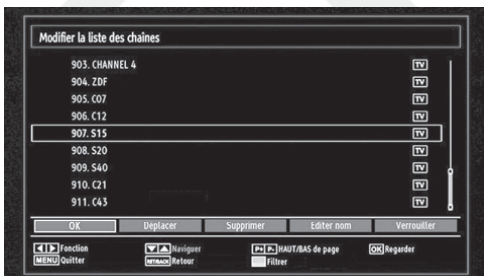 Modifier la liste des chaînes
903. CHANNEL 4 TV
904. ZDF TV
905. C07 TV
906. C12 TV
907. S15 TV
908. S20 TV
909. S40 TV
910. C21 TV
911. C43 TV
OK Deplacer Supprimer Editer nom Verrouiller
Fonction Naviguer P+ P- HAUT/BAS de page OK Regarder
MENU Quitter RET/BACK Retour Filtrer